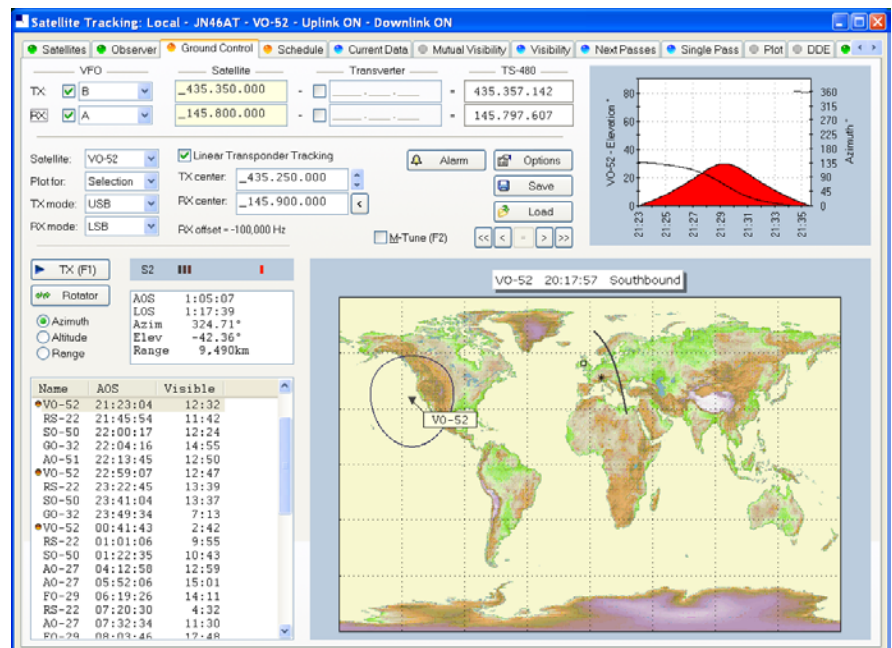 Satellite Tracking: Local - JN46AT - VO-52 - Uplink ON - Downlink ON
Satellites Observer Ground Control Schedule Current Data Mutual Visibility Visibility Next Passes Single Pass Plot DDE
VFO Satellite Transverter TS-480
TX B _435.350.000 - ___.___.___ = 435.357.142
RX A _145.800.000 - ___.___.___ = 145.797.607
Satellite: VO-52 Linear Transponder Tracking Alarm Options
Plot for: Selection TX center: _435.250.000 Save
TX mode: USB RX center: _145.900.000 < Load
RX mode: LSB RX offset = -100,000 Hz M-Tune (F2) << < - > >>
VO-52 - Elevation °
80
60
40
20
0
360
315
270
225
180
135
90
45
0
Azimuth °
21:23 21:25 21:27 21:29 21:31 21:33 21:35
TX (F1) S2
Rotator
Azimuth
Altitude
Range
AOS 1:05:07
LOS 1:17:39
Azim 324.71°
Elev -42.36°
Range 9,490km
VO-52 20:17:57 Southbound
VO-52
Name AOS Visible
VO-52 21:23:04 12:32
RS-22 21:45:54 11:42
SO-50 22:00:17 12:24
GO-32 22:04:16 14:55
AO-51 22:13:45 12:50
VO-52 22:59:07 12:47
RS-22 23:22:45 13:39
SO-50 23:41:04 13:37
GO-32 23:49:34 7:13
VO-52 00:41:43 2:42
RS-22 01:01:06 9:55
SO-50 01:22:35 10:43
AO-27 04:12:58 12:59
AO-27 05:52:06 15:01
FO-29 06:19:26 14:11
RS-22 07:20:30 4:32
AO-27 07:32:34 11:30
FO-29 08:03:46 17:48